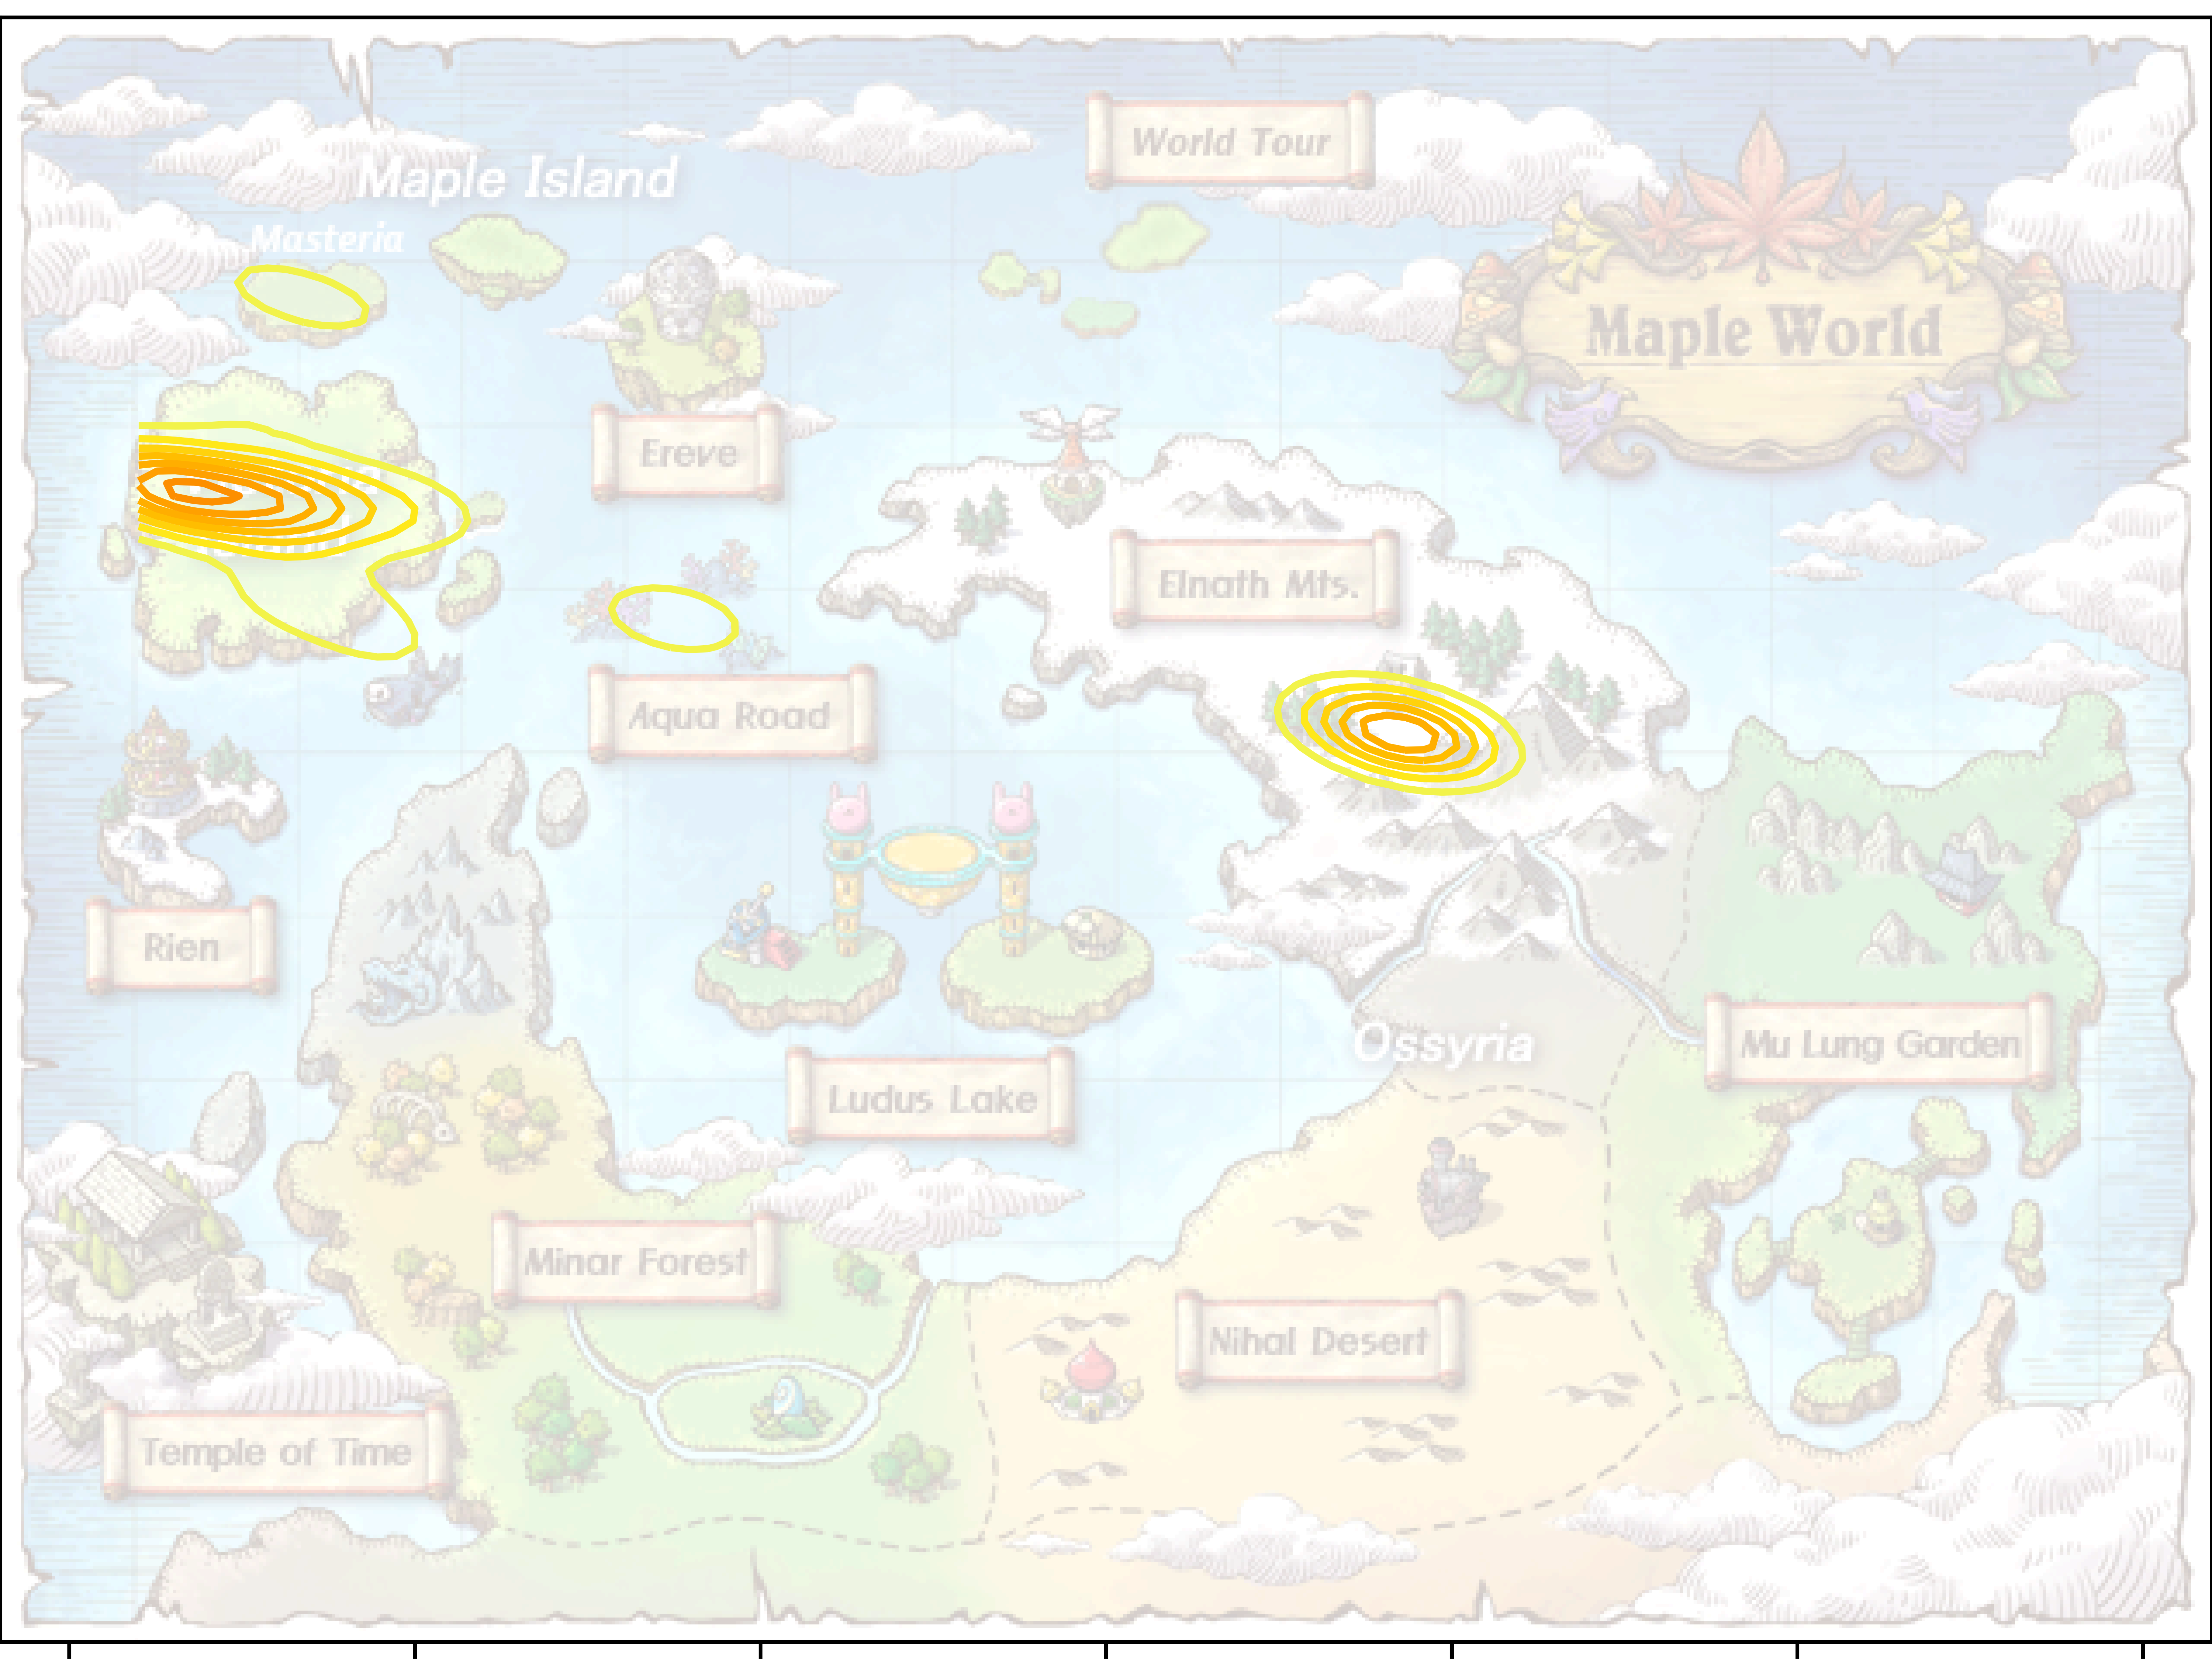 World Tour
Maple Island
Masteria
Maple World
Ereve
Elnath Mts.
Aqua Road
Rien
Ossyria
Mu Lung Garden
Ludus Lake
Minar Forest
Nihal Desert
Temple of Time